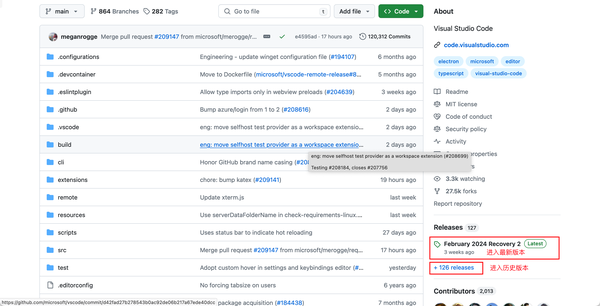 main
864 Branches
282 Tags
Go to file
Add file
Code
meganrogge Merge pull request #209147 from microsoft/merogge/re...
e4595ad · 17 hours ago
120,312 Commits
.configurations Engineering - update winget configuration file (#194107) 6 months ago
.devcontainer Move to Dockerfile (microsoft/vscode-remote-release#8... 5 months ago
.eslintplugin Allow type imports only in webview preloads (#204639) 3 weeks ago
.github Bump azure/login from 1 to 2 (#208616) 2 days ago
.vscode eng: move selfhost test provider as a workspace extension... 2 days ago
build eng: move selfhost test provider as a workspace extension... 2 days ago
eng: move selfhost test provider as a workspace extension (#208699)
Testing #208184, closes #207756
cli Honor GitHub brand name casing (#20
extensions chore: bump katex (#209141) 19 hours ago
remote Update xterm.js last week
resources Use serverDataFolderName in check-requirements-linux.... last week
scripts Uses status bar to indicate hot reloading 27 days ago
src Merge pull request #209147 from microsoft/merogge/re... 17 hours ago
test Adopt custom hover in settings and keybindings editor (#... yesterday
.editorconfig No forcing tabsize on users 6 years ago
package acquisition (#184438) 7 months ago
https://github.com/microsoft/vscode/commit/
About
Visual Studio Code
code.visualstudio.com
electron microsoft editor
typescript visual-studio-code
Readme
MIT license
Code of conduct
Security policy
Activity
properties
3.3k watching
27.5k forks
Report repository
Releases 127
February 2024 Recovery 2 Latest
3 weeks ago 进入最新版本
+ 126 releases 进入历史版本
Contributors 2,013